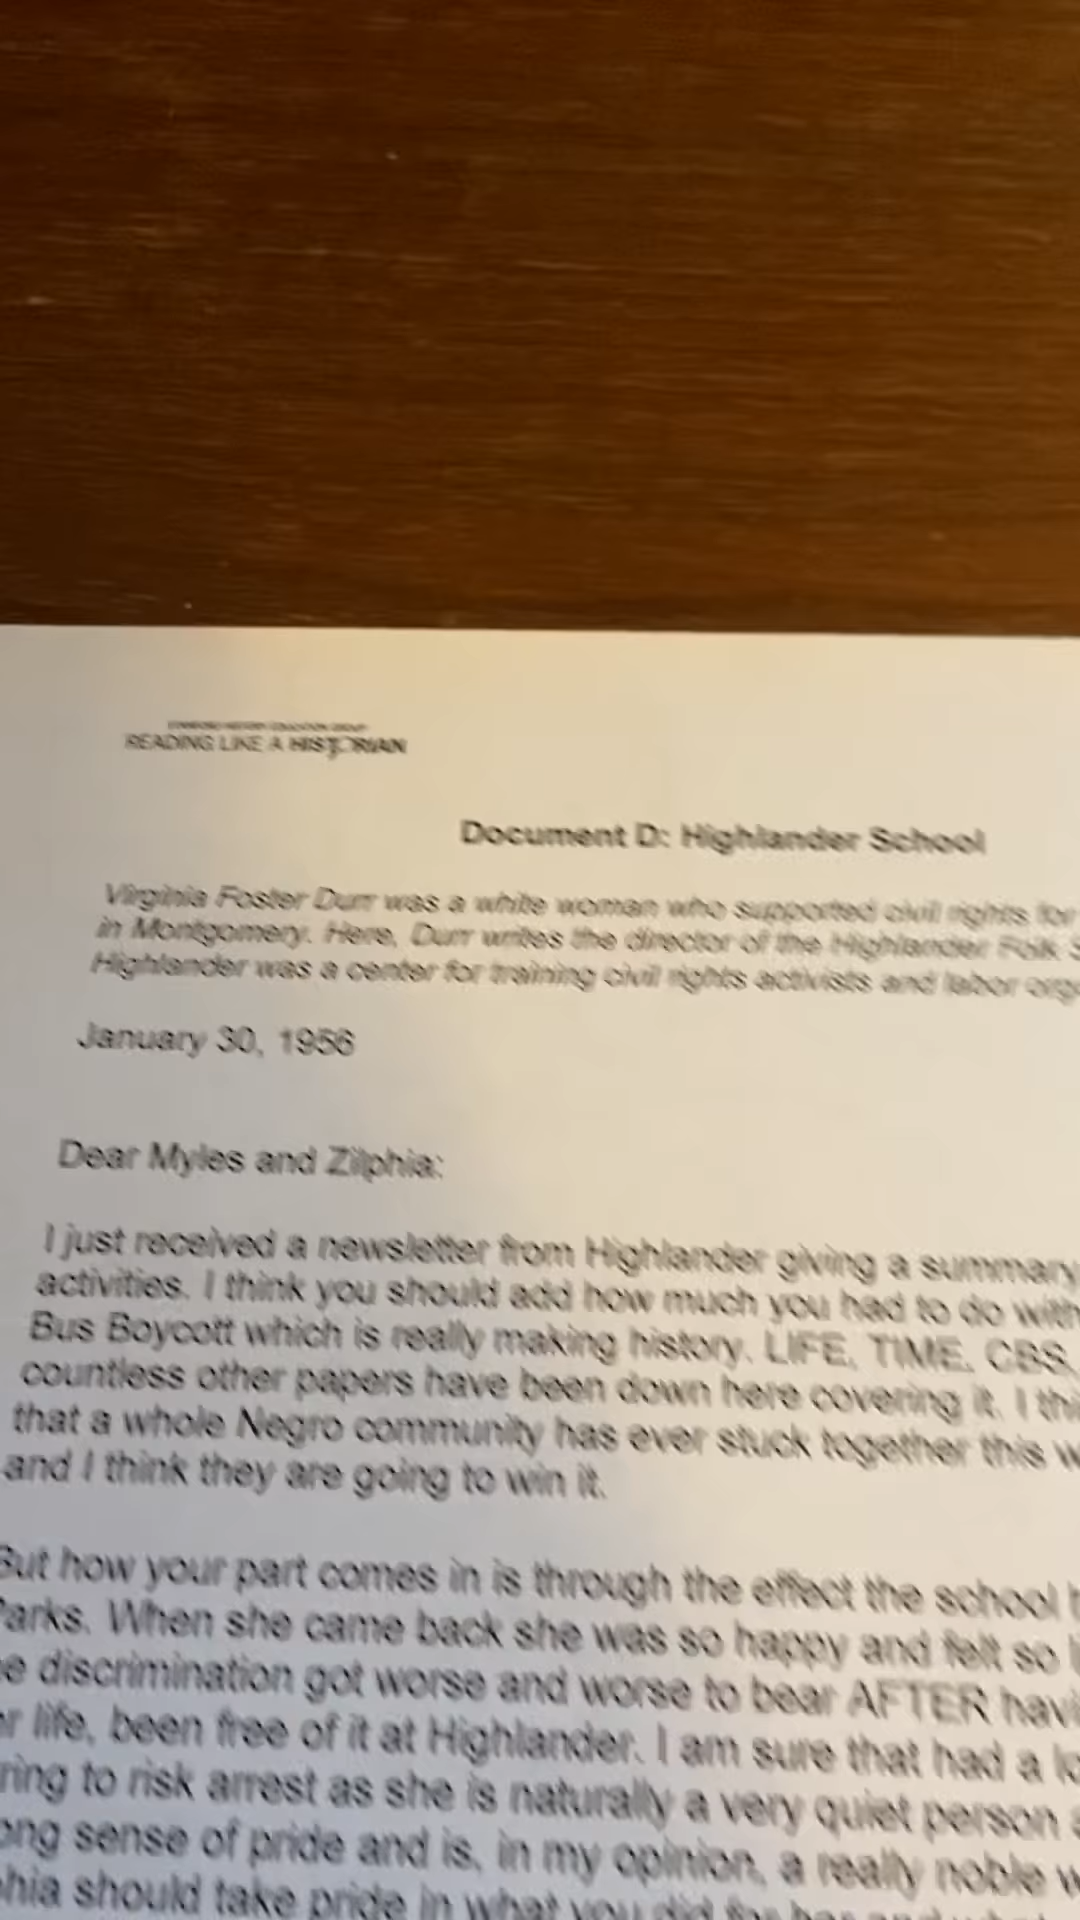 READING LIKE A HISTORIAN
Document D: Highlander School
Virginia Foster Durr was a white woman who supported civil rights for
in Montgomery. Here, Durr writes the director of the Highlander Folk
Highlander was a center for training civil rights activists and labor
January 30, 1956
Dear Myles and Zilphia:
I just received a newsletter from Highlander giving a summary
activities. I think you should add how much you had to do with
Bus Boycott which is really making history. LIFE, TIME, CBS,
countless other papers have been down here covering it. I
that a whole Negro community has ever stuck together this
and I think they are going to win it.
But how your part comes in is through the effect the school
Parks. When she came back she was so happy and felt so
discrimination got worse and worse to bear AFTER
life, been free of it at Highlander. I am sure that had a
to risk arrest as she is naturally a very quiet person
sense of pride and is, in my opinion, a really noble
should take pride in what you did for her and